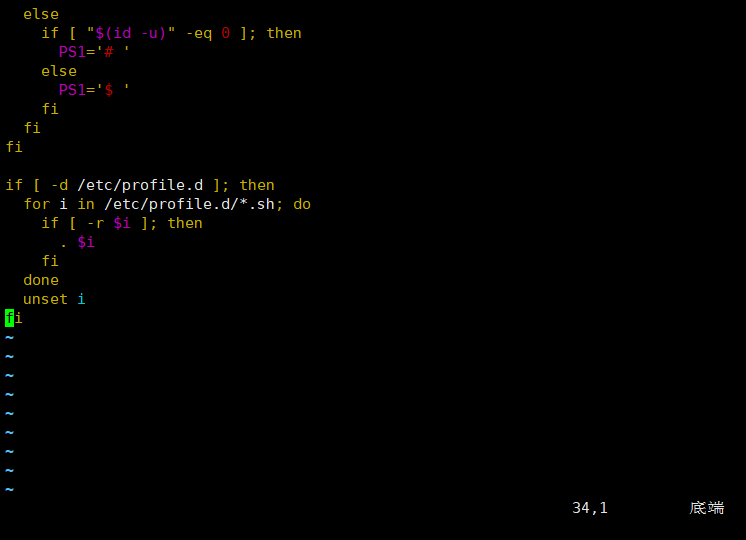 else
    if [ "$(id -u)" -eq 0 ]; then
      PS1='# '
    else
      PS1='$ '
    fi
  fi
fi

if [ -d /etc/profile.d ]; then
  for i in /etc/profile.d/*.sh; do
    if [ -r $i ]; then
      . $i
    fi
  done
  unset i
fi
~
~
~
~
~
~
~
~
~
34,1 底端